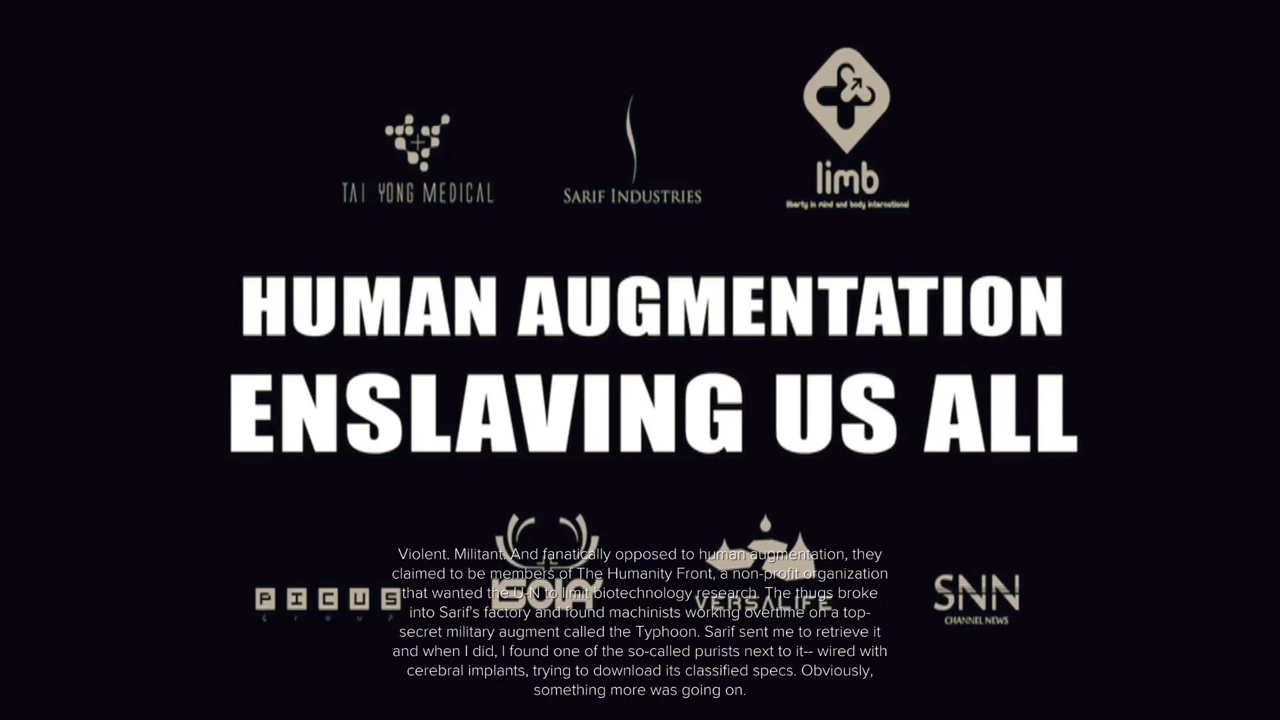 TAI YONG MEDICAL
SARIF INDUSTRIES
limb
liberty in mind and body international
HUMAN AUGMENTATION
ENSLAVING US ALL
PICUS
group
VERSALIFE
SNN
CHANNEL NEWS
Violent. Militant. And fanatically opposed to human augmentation, they
claimed to be members of The Humanity Front, a non-profit organization
that wanted the U-N to limit biotechnology research. The thugs broke
into Sarif's factory and found machinists working overtime on a top-
secret military augment called the Typhoon. Sarif sent me to retrieve it
and when I did, I found one of the so-called purists next to it-- wired with
cerebral implants, trying to download its classified specs. Obviously,
something more was going on.